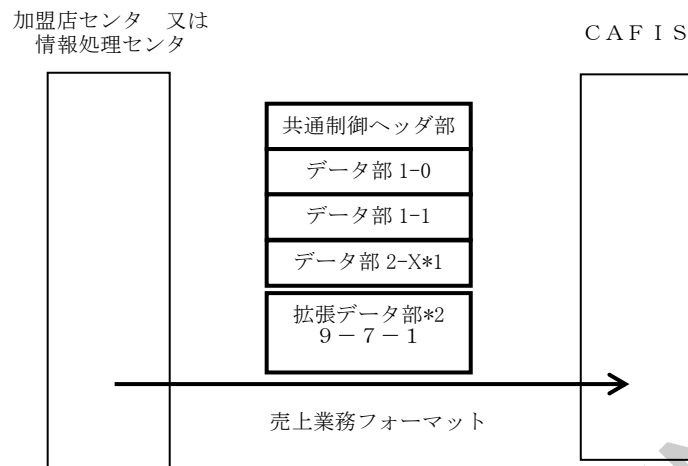 加盟店センタ　又は
情報処理センタ
ＣＡＦＩＳ
共通制御ヘッダ部
データ部 1-0
データ部 1-1
データ部 2-X*1
拡張データ部*2
９－７－１
売上業務フォーマット